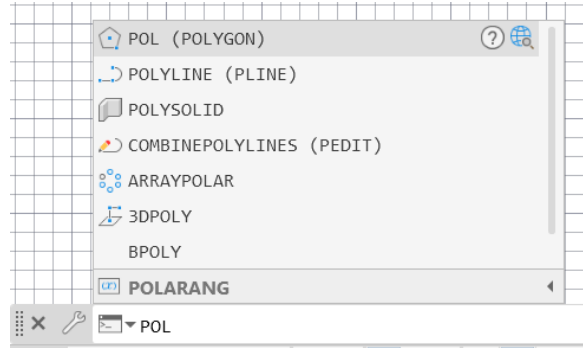 POL (POLYGON)
POLYLINE (PLINE)
POLYSOLID
COMBINEPOLYLINES (PEDIT)
ARRAYPOLAR
3DPOLY
BPOLY
POLARANG
POL